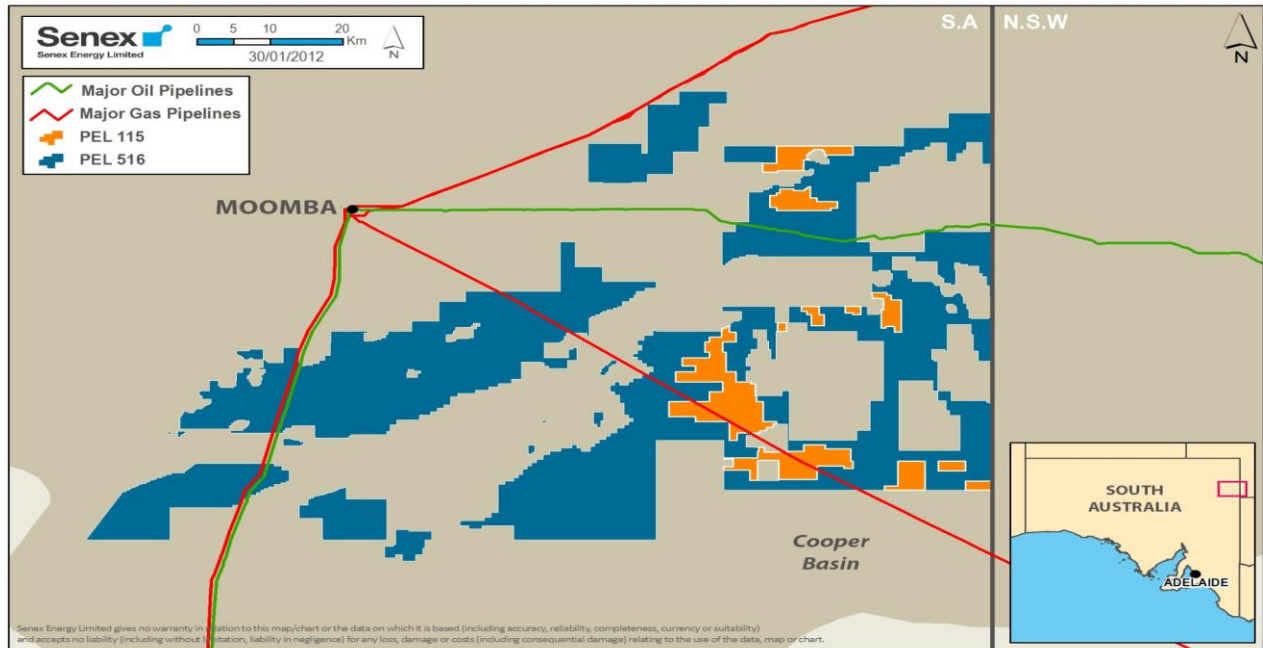 Senex
Senex Energy Limited
0 5 10 20
Km
30/01/2012
N
Major Oil Pipelines
Major Gas Pipelines
PEL 115
PEL 516
S.A
N.S.W
N
MOOMBA
Cooper
Basin
SOUTH
AUSTRALIA
ADELAIDE
Senex Energy Limited gives no warranty in relation to this map/chart or the data on which it is based (including accuracy, reliability, completeness, currency or suitability)
and accepts no liability (including without limitation, liability in negligence) for any loss, damage or costs (including consequential damage) relating to the use of the data, map or chart.